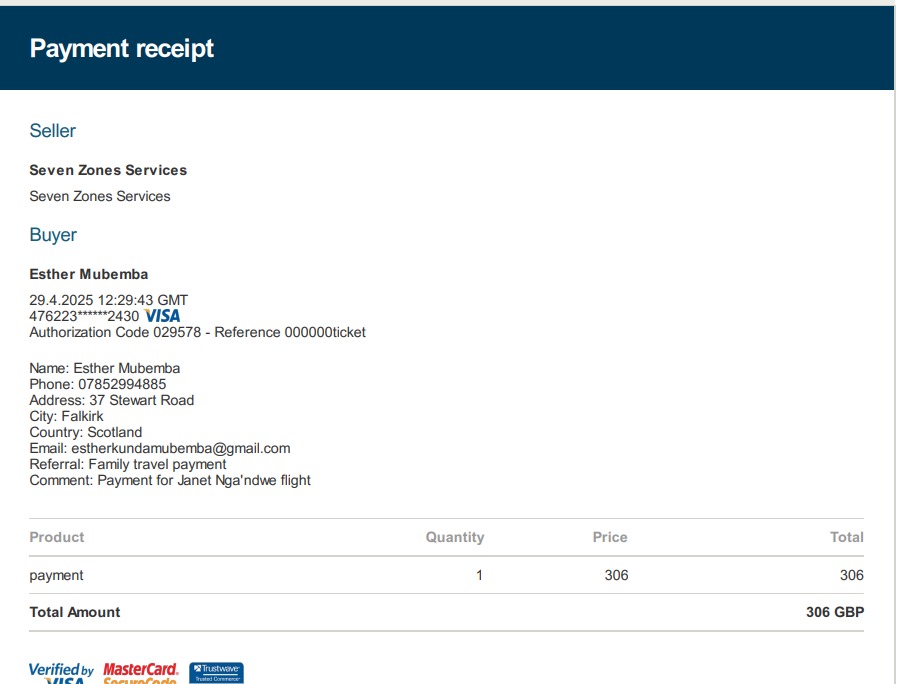 Payment receipt
Seller
Seven Zones Services
Seven Zones Services
Buyer
Esther Mubemba
29.4.2025 12:29:43 GMT
476223******2430 VISA
Authorization Code 029578 - Reference 000000ticket
Name: Esther Mubemba
Phone: 07852994885
Address: 37 Stewart Road
City: Falkirk
Country: Scotland
Email: estherkundamubemba@gmail.com
Referral: Family travel payment
Comment: Payment for Janet Nga'ndwe flight
Product Quantity Price Total
payment 1 306 306
Total Amount 306 GBP
Verified by MasterCard. Trustwave
VISA SecureCode Trusted Commerce